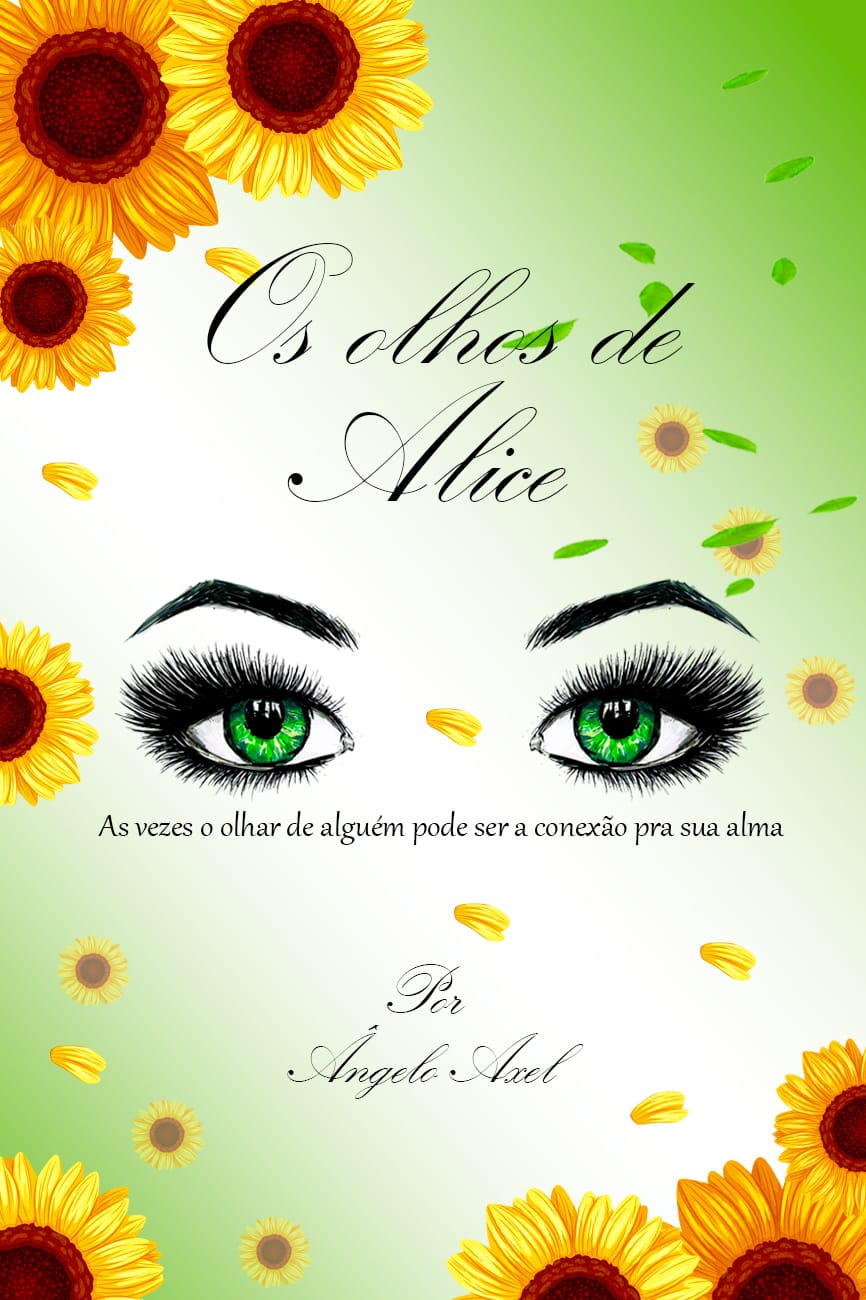 Os olhos de
Alice
As vezes o olhar de alguém pode ser a conexão pra sua alma
Por
Ângelo Axel